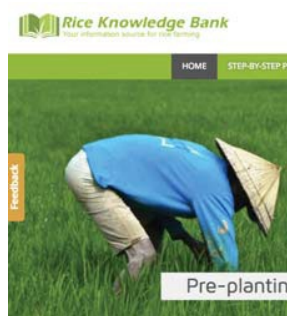 Rice Knowledge Bank
Your information source for rice farming
HOME STEP-BY-STEP P
Feedback
Pre-plantin